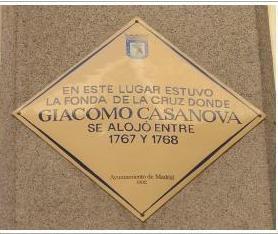 EN ESTE LUGAR ESTUVO
LA FONDA DE LA CRUZ DONDE
GIACOMO CASANOVA
SE ALOJÓ ENTRE
1767 Y 1768
Ayuntamiento de Madrid